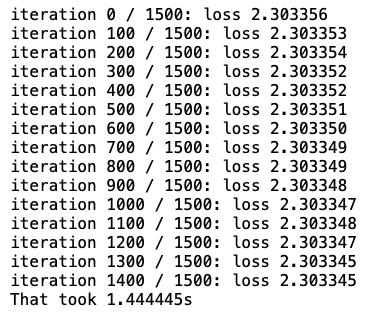 iteration 0 / 1500: loss 2.303356
iteration 100 / 1500: loss 2.303353
iteration 200 / 1500: loss 2.303354
iteration 300 / 1500: loss 2.303352
iteration 400 / 1500: loss 2.303352
iteration 500 / 1500: loss 2.303351
iteration 600 / 1500: loss 2.303350
iteration 700 / 1500: loss 2.303349
iteration 800 / 1500: loss 2.303349
iteration 900 / 1500: loss 2.303348
iteration 1000 / 1500: loss 2.303347
iteration 1100 / 1500: loss 2.303348
iteration 1200 / 1500: loss 2.303347
iteration 1300 / 1500: loss 2.303345
iteration 1400 / 1500: loss 2.303345
That took 1.444445s